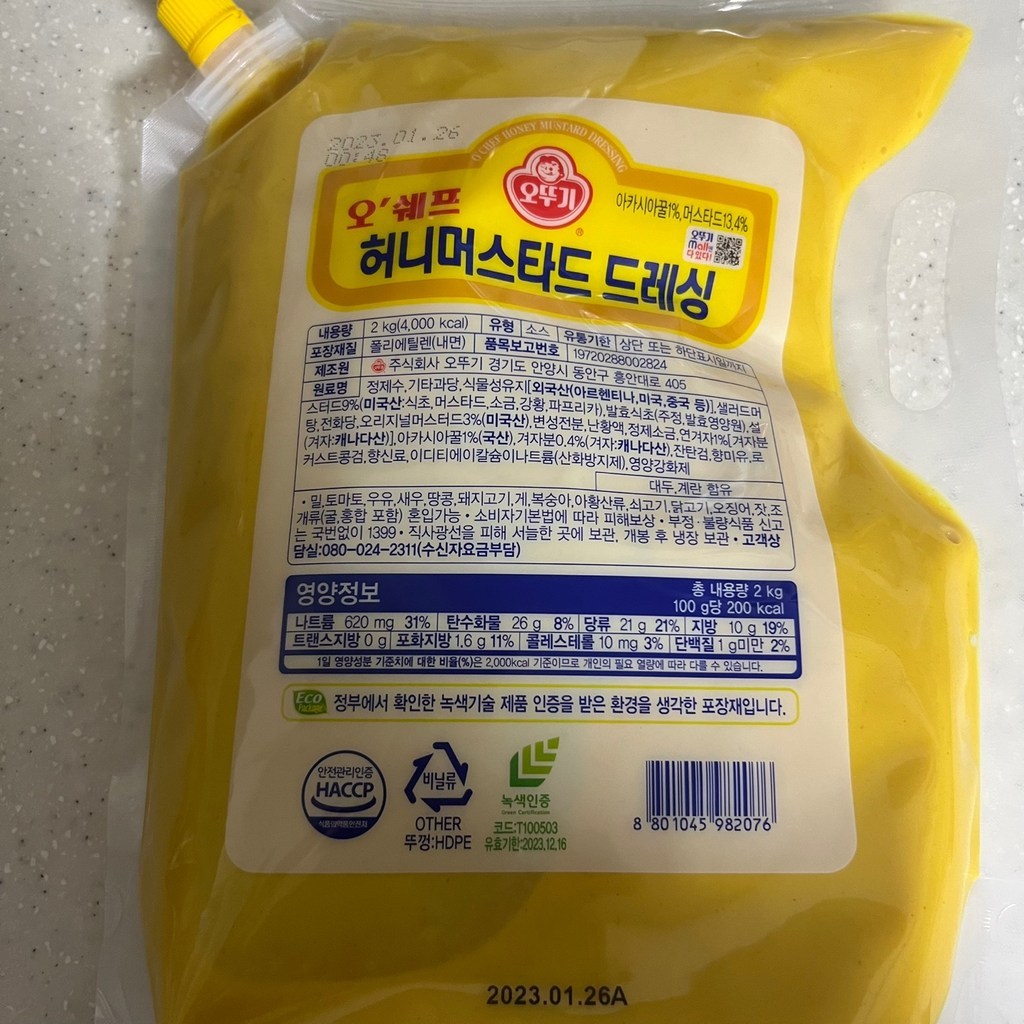 2023.01.26
00:48
O CHEF HONEY MUSTARD DRESSING
오뚜기
®
오'쉐프
아카시아꿀1%,머스타드13.4%
오뚜기
mall에
다 있다!
허니머스타드 드레싱
내용량 2 kg(4,000 kcal) 유형 소스 유통기한 상단 또는 하단표시일까지
포장재질 폴리에틸렌(내면) 품목보고번호 19720288002824
제조원 주식회사 오뚜기 경기도 안양시 동안구 흥안대로 405
원료명 정제수,기타과당,식물성유지[외국산(아르헨티나,미국,중국 등)],샐러드머
스터드9%(미국산:식초,머스타드,소금,강황,파프리카),발효식초(주정,발효영양원),설
탕,전화당,오리지널머스터드3%(미국산),변성전분,난황액,정제소금,연겨자1%[겨자분
(겨자:캐나다산)],아카시아꿀1%(국산),겨자분0.4%(겨자:캐나다산),잔탄검,향미유,로
커스트콩검,향신료,이디티에이칼슘이나트륨(산화방지제),영양강화제
대두,계란 함유
• 밀,토마토,우유,새우,땅콩,돼지고기,게,복숭아,아황산류,쇠고기,닭고기,오징어,잣,조
개류(굴,홍합 포함) 혼입가능 • 소비자기본법에 따라 피해보상 • 부정·불량식품 신고
는 국번없이 1399 • 직사광선을 피해 서늘한 곳에 보관, 개봉 후 냉장 보관 • 고객상
담실:080-024-2311(수신자요금부담)
영양정보 총 내용량 2 kg
100 g당 200 kcal
나트륨 620 mg 31% 탄수화물 26 g 8% 당류 21 g 21% 지방 10 g 19%
트랜스지방 0 g 포화지방 1.6 g 11% 콜레스테롤 10 mg 3% 단백질 1 g미만 2%
1일 영양성분 기준치에 대한 비율(%)은 2,000kcal 기준이므로 개인의 필요 열량에 따라 다를 수 있습니다.
Eco 정부에서 확인한 녹색기술 제품 인증을 받은 환경을 생각한 포장재입니다.
안전관리인증
HACCP
식품의약품안전처
비닐류
OTHER
뚜껑:HDPE
녹색인증
Green Certification
코드:T100503
유효기한:2023.12.16
8 801045 982076
2023.01.26A